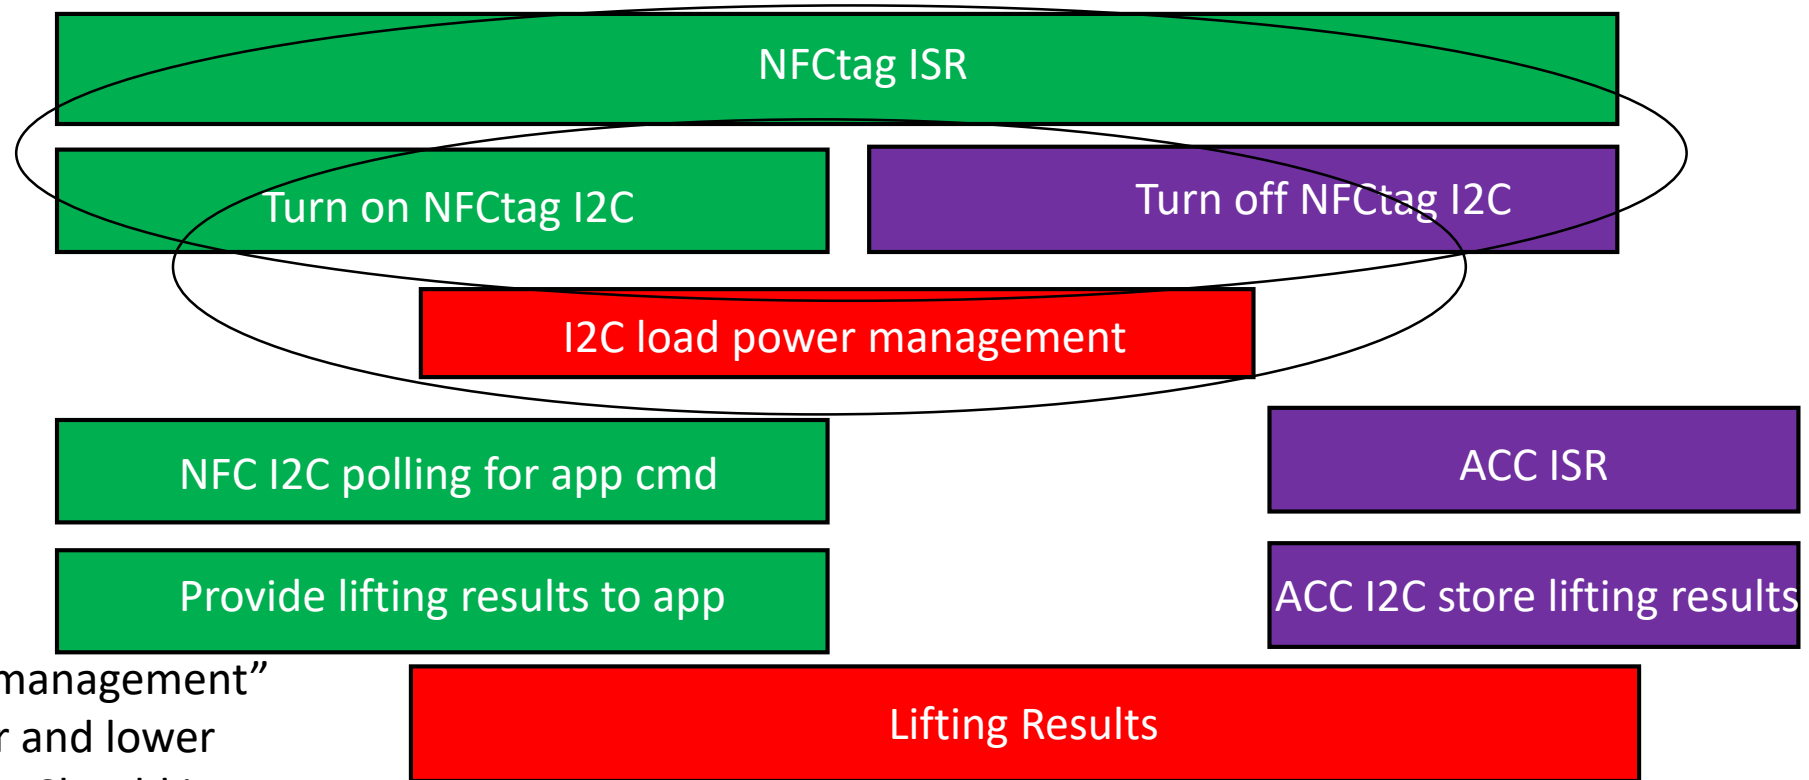 NFCtag ISR
Turn on NFCtag I2C
Turn off NFCtag I2C
I2C load power management
NFC I2C polling for app cmd
ACC ISR
Provide lifting results to app
ACC I2C store lifting results
management”
and lower
Lifting Results